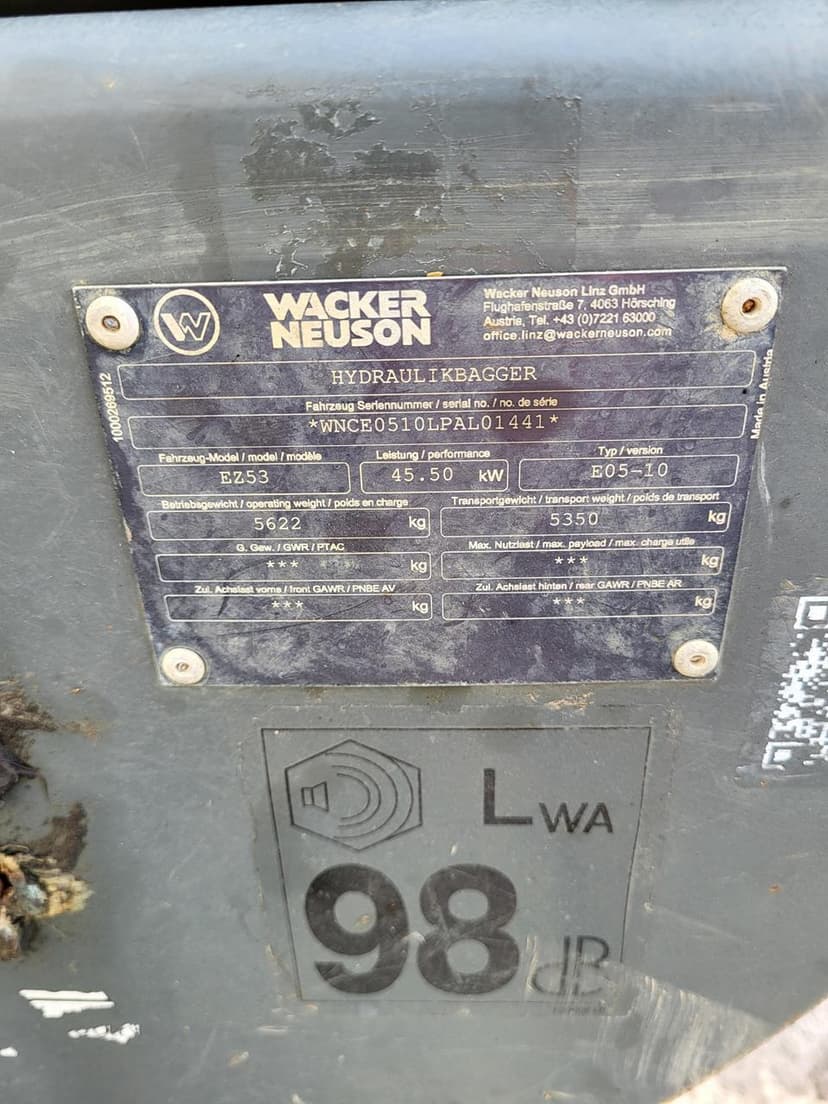 WACKER
NEUSON
Wacker Neuson Linz GmbH
Flughafenstraße 7, 4063 Hörsching
Austria, Tel. +43 (0)7221 63000
office.linz@wackerneuson.com
1000269512
Made in Austria
HYDRAULIKBAGGER
Fahrzeug Seriennummer / serial no. / no. de série
*WNCE0510LPAL01441*
Fahrzeug-Model / model / modèle
EZ53
Leistung / performance
45.50 kW
Typ / version
E05-10
Betriebsgewicht / operating weight / poids en charge
5622 kg
Transportgewicht / transport weight / poids de transport
5350 kg
G. Gew. / GWR / PTAC
*** kg
Max. Nutzlast / max. payload / max. charge utile
*** kg
Zul. Achslast vorne / front GAWR / PNBE AV
*** kg
Zul. Achslast hinten / rear GAWR / PNBE AR
*** kg
LWA
98 dB